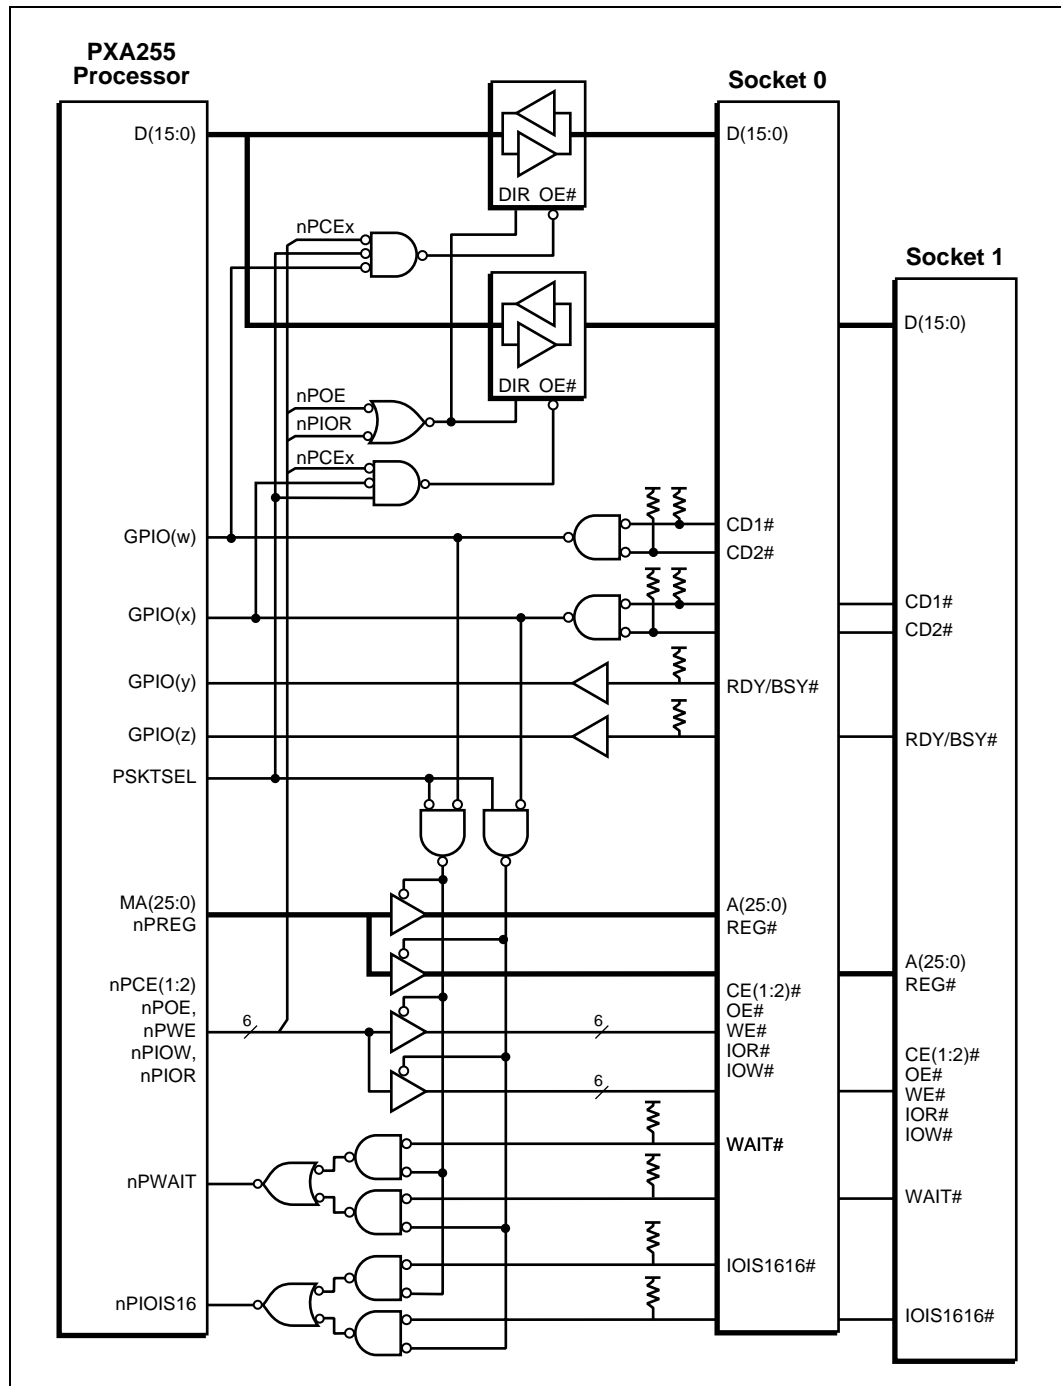 PXA255
Processor
Socket 0
D(15:0)
D(15:0)
DIR OE#
nPCEx
Socket 1
D(15:0)
DIR OE#
nPOE
nPIOR
nPCEx
GPIO(w)
CD1#
CD2#
GPIO(x)
CD1#
CD2#
GPIO(y)
RDY/BSY#
GPIO(z)
RDY/BSY#
PSKTSEL
MA(25:0)
nPREG
A(25:0)
REG#
A(25:0)
REG#
nPCE(1:2)
nPOE,
nPWE
nPIOW,
nPIOR
6
6
6
CE(1:2)#
OE#
WE#
IOR#
IOW#
CE(1:2)#
OE#
WE#
IOR#
IOW#
WAIT#
nPWAIT
WAIT#
IOIS1616#
nPIOIS16
IOIS1616#